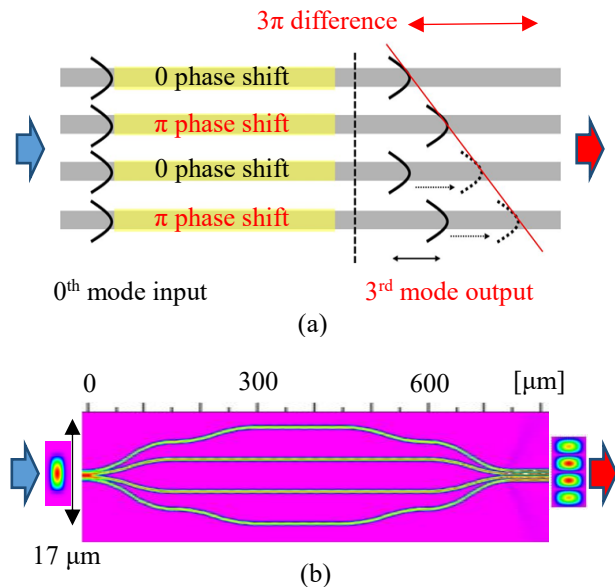 3π difference
0 phase shift
π phase shift
0 phase shift
π phase shift
0th mode input
3rd mode output
(a)
0 300 600 [μm]
17 μm
(b)